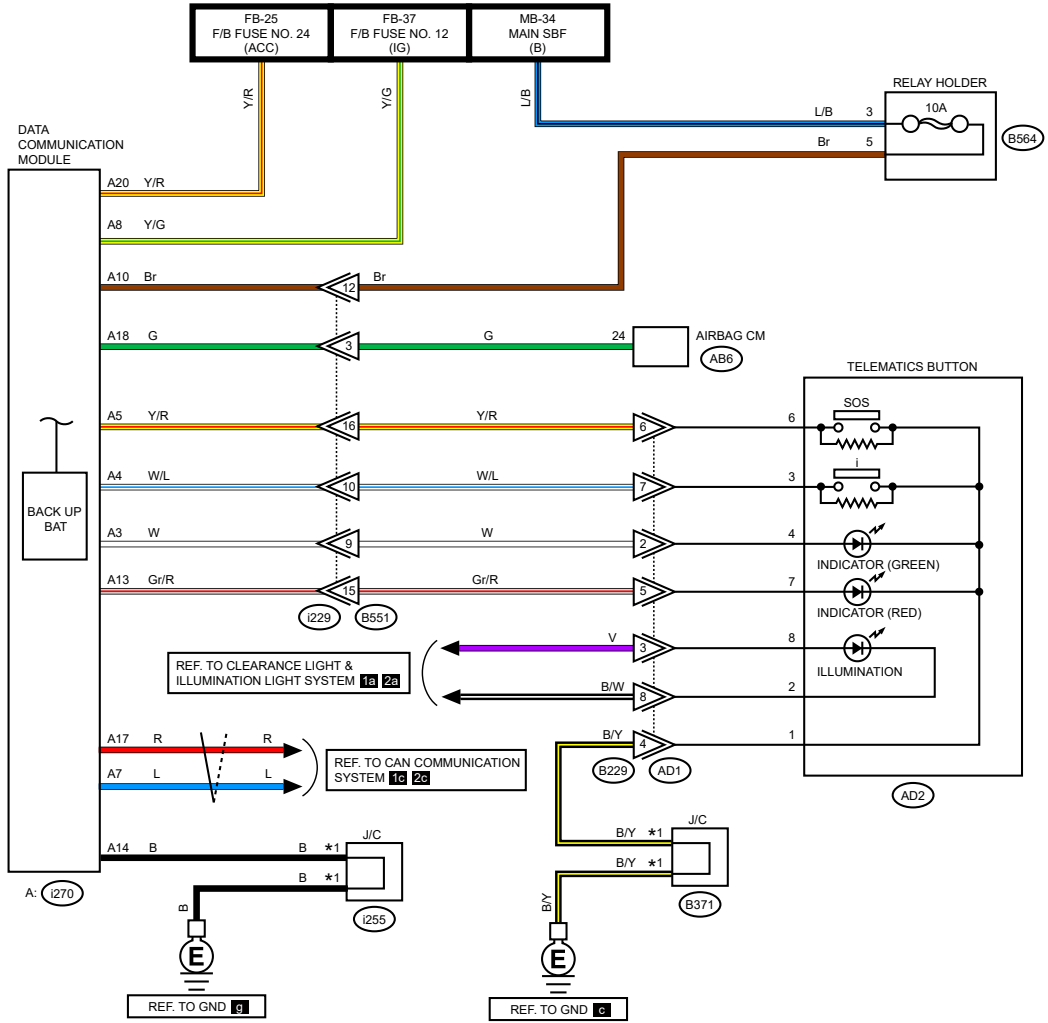 FB-25
F/B FUSE NO. 24
(ACC)
FB-37
F/B FUSE NO. 12
(IG)
MB-34
MAIN SBF
(B)
Y/R
Y/G
L/B
RELAY HOLDER
10A
L/B 3
Br 5
B564
DATA
COMMUNICATION
MODULE
A20 Y/R
A8 Y/G
A10 Br 12 Br
A18 G 3 G 24
AIRBAG CM
AB6
TELEMATICS BUTTON
A5 Y/R 16 Y/R 6 6
SOS
A4 W/L 10 W/L 7 3
i
A3 W 9 W 2 4
INDICATOR (GREEN)
A13 Gr/R 15 Gr/R 5 7
INDICATOR (RED)
i229 B551
BACK UP
BAT
V 3 8
ILLUMINATION
REF. TO CLEARANCE LIGHT &
ILLUMINATION LIGHT SYSTEM 1a 2a
B/W 8 2
B/Y 4 1
B229 AD1
AD2
A17 R R
A7 L L
REF. TO CAN COMMUNICATION
SYSTEM 1c 2c
A14 B B *1
J/C
B *1
i255
A: i270
B
E
REF. TO GND g
J/C
B/Y *1
B/Y *1
B371
B/Y
E
REF. TO GND c